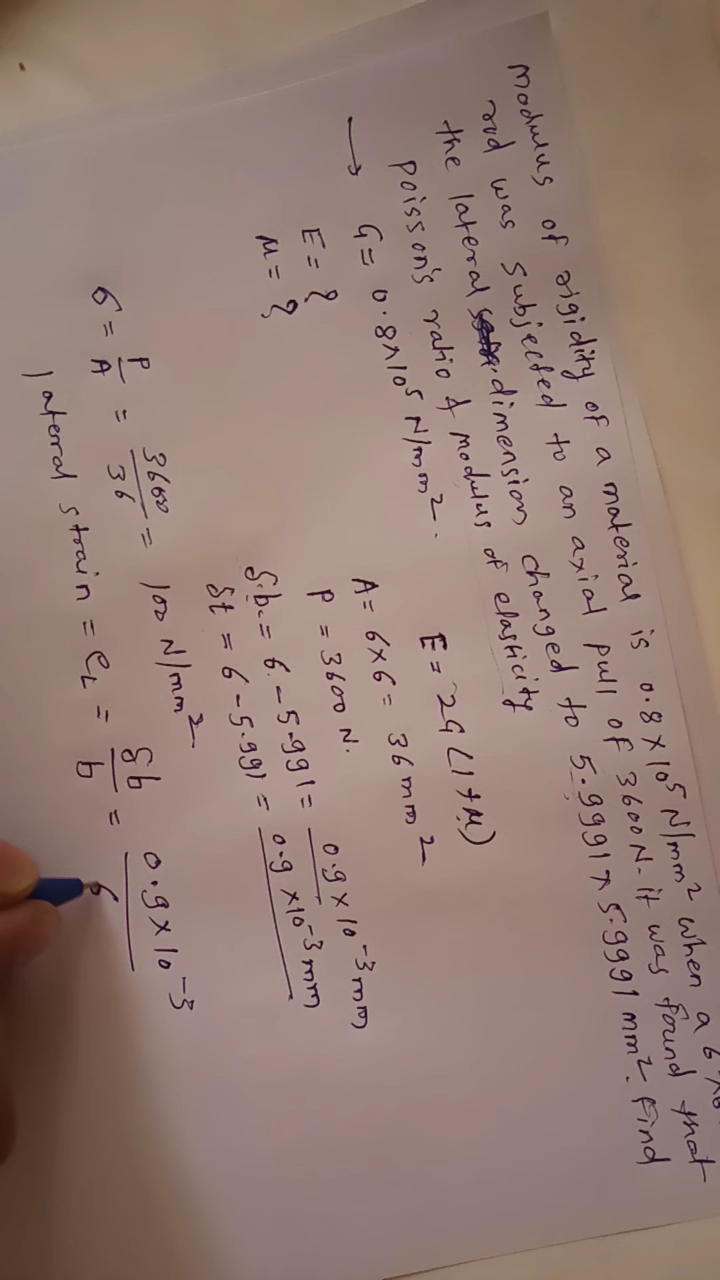 Modulus of rigidity of a material is 0.8×10⁵ N/mm² when a 6×6
rod was subjected to an axial pull of 3600N. it was found that
the lateral dimension changed to 5.9991×5.9991 mm². Find
poisson's ratio & modulus of elasticity
→ G = 0.8×10⁵ N/mm².
E = ?
μ = ?
E = 2G(1+μ)
A = 6×6 = 36 mm²
P = 3600 N.
δb = 6 - 5.991 = 0.9×10⁻³ mm
δt = 6 - 5.991 = 0.9×10⁻³ mm
σ = P/A = 3600/36 = 100 N/mm²
lateral strain = e_L = δb/b = 0.9×10⁻³/6